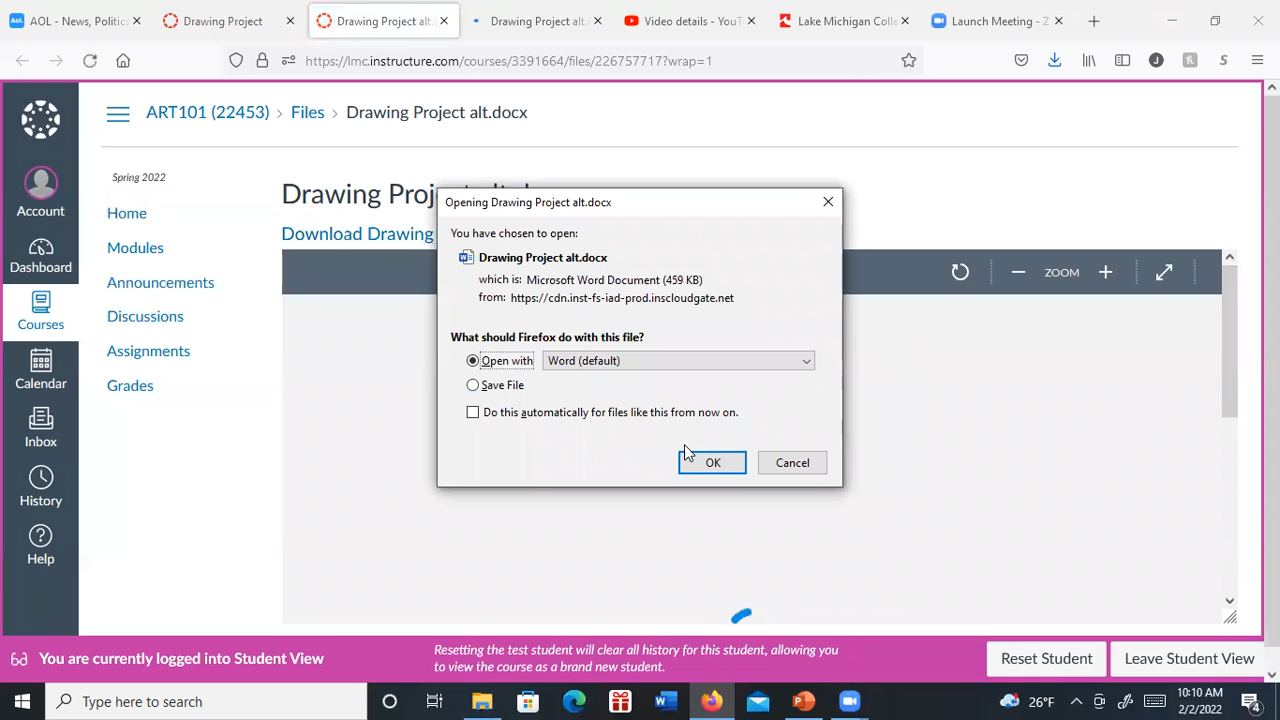 AOL - News, Politics
Drawing Project
Drawing Project alt.
Drawing Project alt.
Video details - YouT
Lake Michigan Colle
Launch Meeting - Z
https://lmc.instructure.com/courses/3391664/files/226757717?wrap=1
ART101 (22453) > Files > Drawing Project alt.docx
Spring 2022
Home
Modules
Announcements
Discussions
Assignments
Grades
Account
Dashboard
Courses
Calendar
Inbox
History
Help
Drawing
Download Drawing
ZOOM
Opening Drawing Project alt.docx
You have chosen to open:
Drawing Project alt.docx
which is: Microsoft Word Document (459 KB)
from: https://cdn.inst-fs-iad-prod.inscloudgate.net
What should Firefox do with this file?
Open with
Word (default)
Save File
Do this automatically for files like this from now on.
OK
Cancel
You are currently logged into Student View
Resetting the test student will clear all history for this student, allowing you
to view the course as a brand new student.
Reset Student
Leave Student View
Type here to search
26°F
10:10 AM
2/2/2022
4